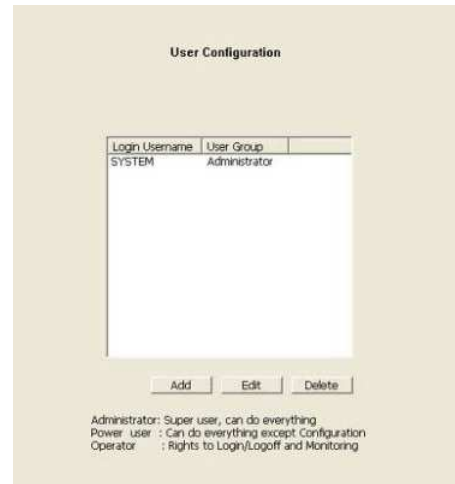 User Configuration
Login Username User Group
SYSTEM Administrator
Add Edit Delete
Administrator: Super user, can do everything
Power user : Can do everything except Configuration
Operator : Rights to Login/Logoff and Monitoring